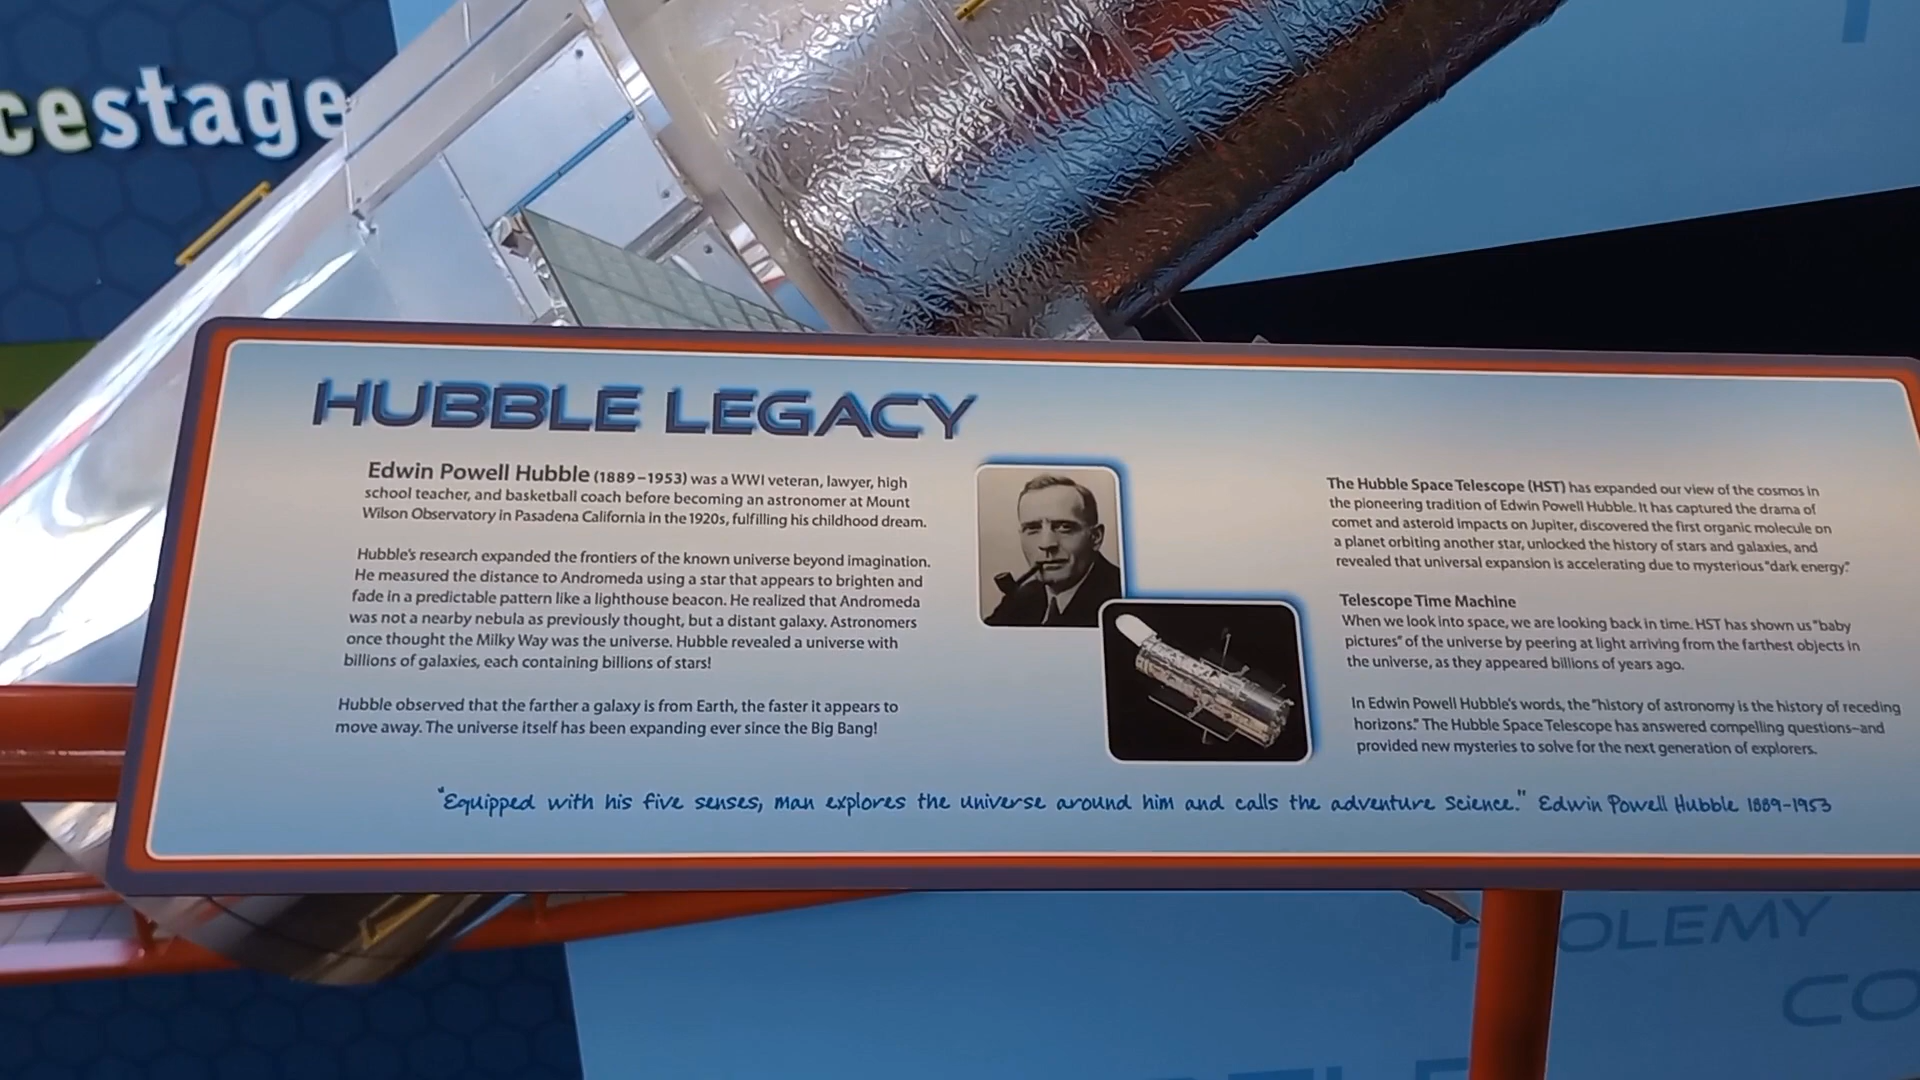 cestage
HUBBLE LEGACY
Edwin Powell Hubble (1889–1953) was a WWI veteran, lawyer, high
school teacher, and basketball coach before becoming an astronomer at Mount
Wilson Observatory in Pasadena California in the 1920s, fulfilling his childhood dream.
Hubble's research expanded the frontiers of the known universe beyond imagination.
He measured the distance to Andromeda using a star that appears to brighten and
fade in a predictable pattern like a lighthouse beacon. He realized that Andromeda
was not a nearby nebula as previously thought, but a distant galaxy. Astronomers
once thought the Milky Way was the universe. Hubble revealed a universe with
billions of galaxies, each containing billions of stars!
Hubble observed that the farther a galaxy is from Earth, the faster it appears to
move away. The universe itself has been expanding ever since the Big Bang!
The Hubble Space Telescope (HST) has expanded our view of the cosmos in
the pioneering tradition of Edwin Powell Hubble. It has captured the drama of
comet and asteroid impacts on Jupiter, discovered the first organic molecule on
a planet orbiting another star, unlocked the history of stars and galaxies, and
revealed that universal expansion is accelerating due to mysterious "dark energy."
Telescope Time Machine
When we look into space, we are looking back in time. HST has shown us "baby
pictures" of the universe by peering at light arriving from the farthest objects in
the universe, as they appeared billions of years ago.
In Edwin Powell Hubble's words, the "history of astronomy is the history of receding
horizons." The Hubble Space Telescope has answered compelling questions—and
provided new mysteries to solve for the next generation of explorers.
"Equipped with his five senses, man explores the universe around him and calls the adventure Science." Edwin Powell Hubble 1889-1953
OLEMY
CO